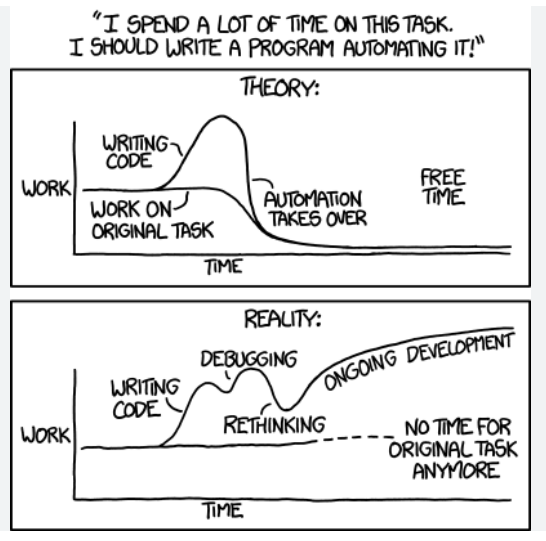 "I SPEND A LOT OF TIME ON THIS TASK.
I SHOULD WRITE A PROGRAM AUTOMATING IT!"
THEORY:
WRITING
CODE
WORK
WORK ON
ORIGINAL TASK
AUTOMATION
TAKES OVER
FREE
TIME
TIME
REALITY:
WRITING
CODE
DEBUGGING
RETHINKING
ONGOING DEVELOPMENT
WORK
NO TIME FOR
ORIGINAL TASK
ANYMORE
TIME